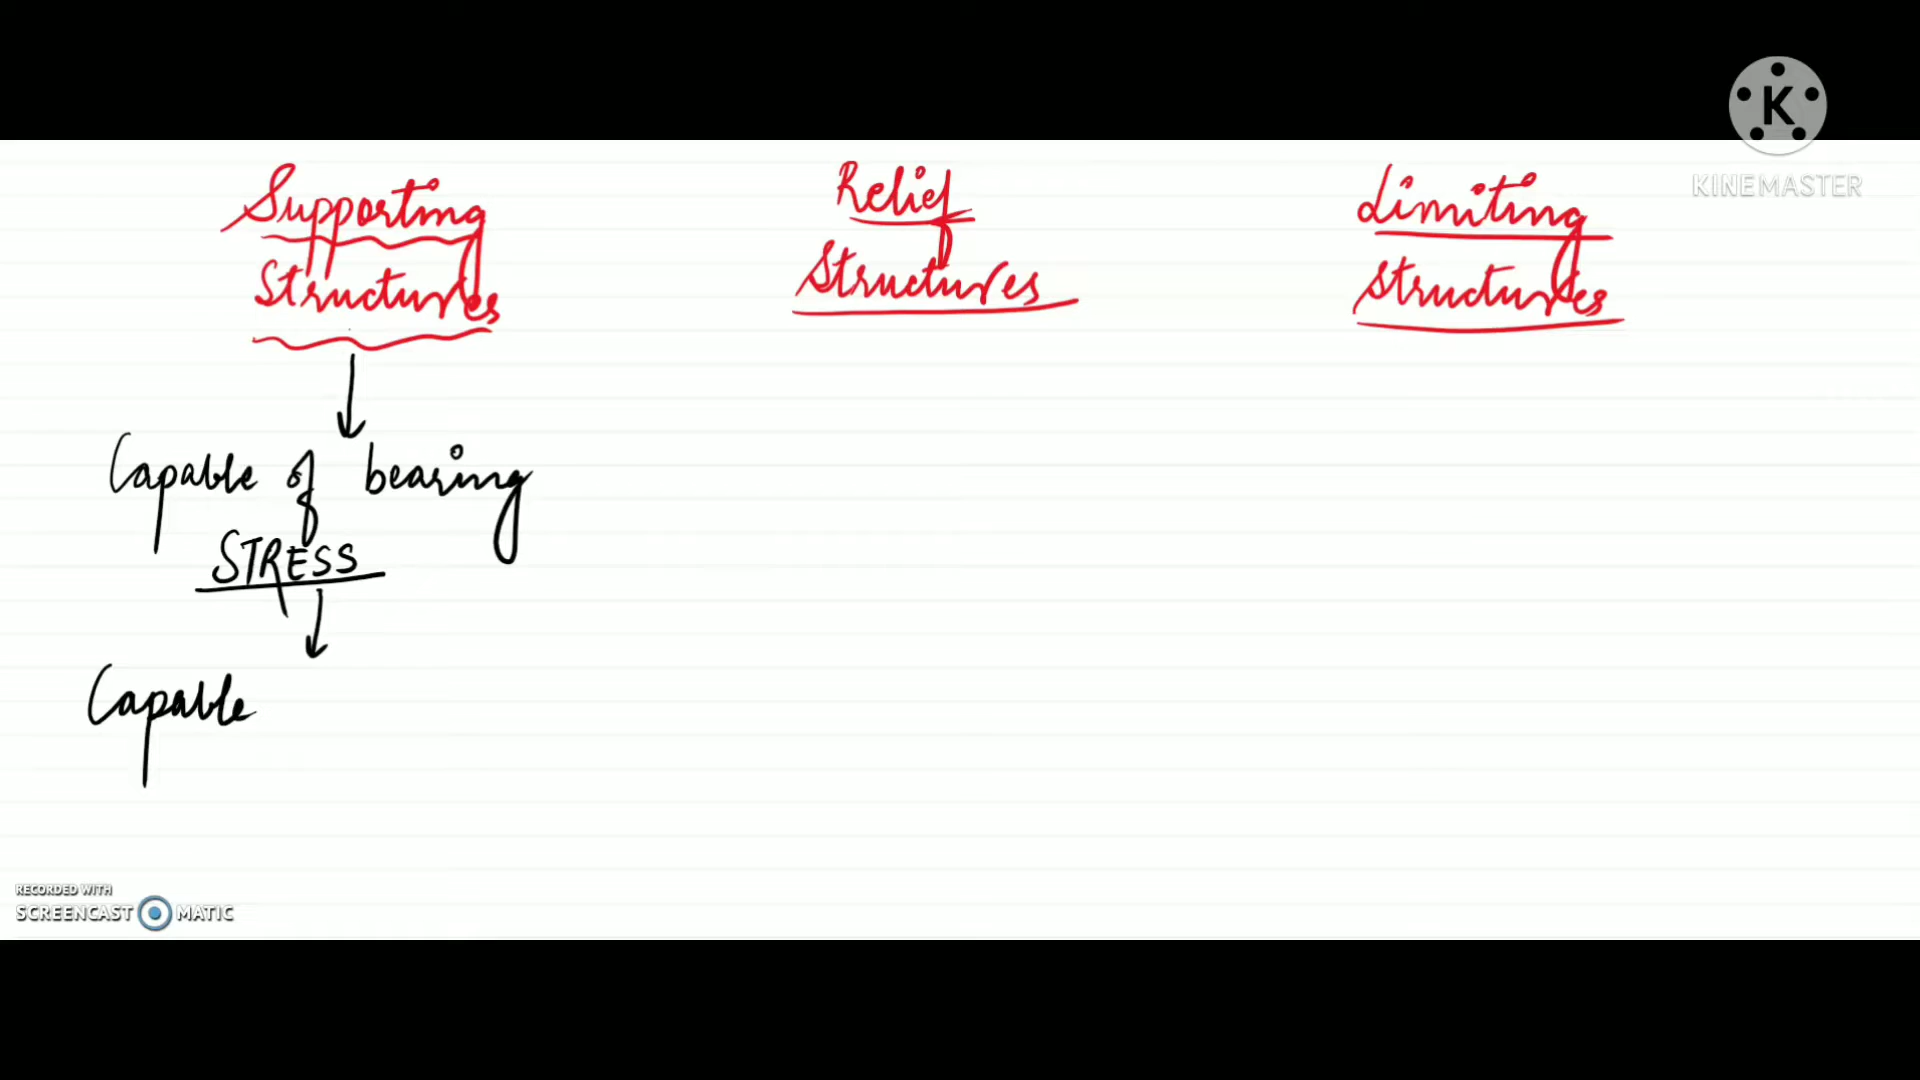 K
KINEMASTER
Supporting
Structures
Relief
Structures
Limiting
Structures
Capable of bearing
STRESS
Capable
RECORDED WITH
SCREENCAST MATIC